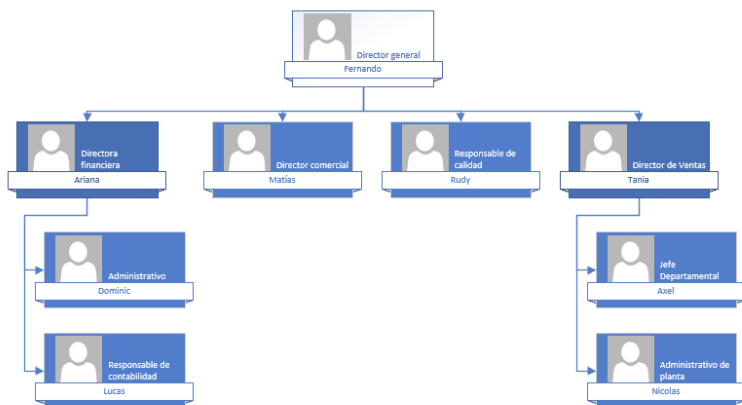 Director general
Fernando
Directora
financiera
Ariana
Director comercial
Matías
Responsable de
calidad
Rudy
Director de Ventas
Tania
Administrativo
Dominic
Jefe
Departamental
Axel
Responsable de
contabilidad
Lucas
Administrativo de
planta
Nicolas